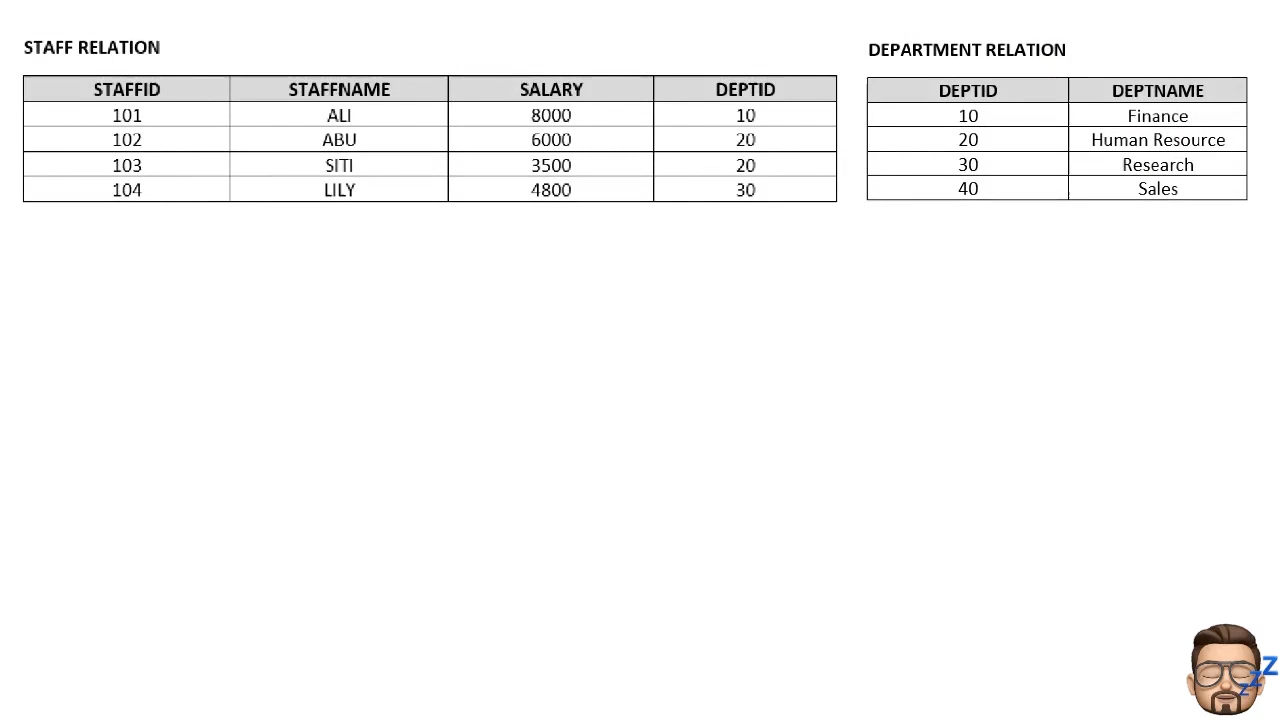 STAFF RELATION
STAFFID STAFFNAME SALARY DEPTID
101 ALI 8000 10
102 ABU 6000 20
103 SITI 3500 20
104 LILY 4800 30
DEPARTMENT RELATION
DEPTID DEPTNAME
10 Finance
20 Human Resource
30 Research
40 Sales
zzZ